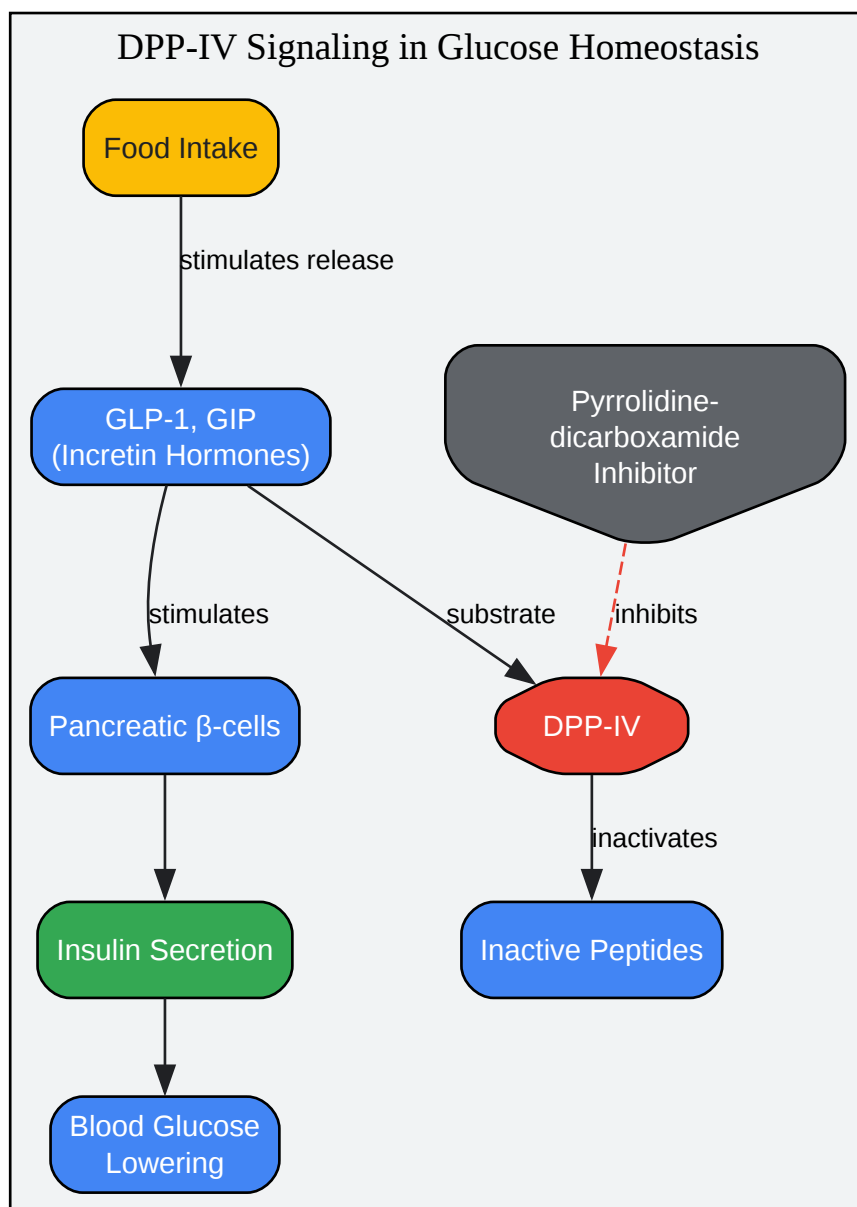 DPP-IV Signaling in Glucose Homeostasis
Food Intake
stimulates release
GLP-1, GIP
(Incretin Hormones)
Pyrrolidine-
dicarboxamide
Inhibitor
stimulates
substrate
inhibits
Pancreatic β-cells
DPP-IV
inactivates
Insulin Secretion
Inactive Peptides
Blood Glucose
Lowering